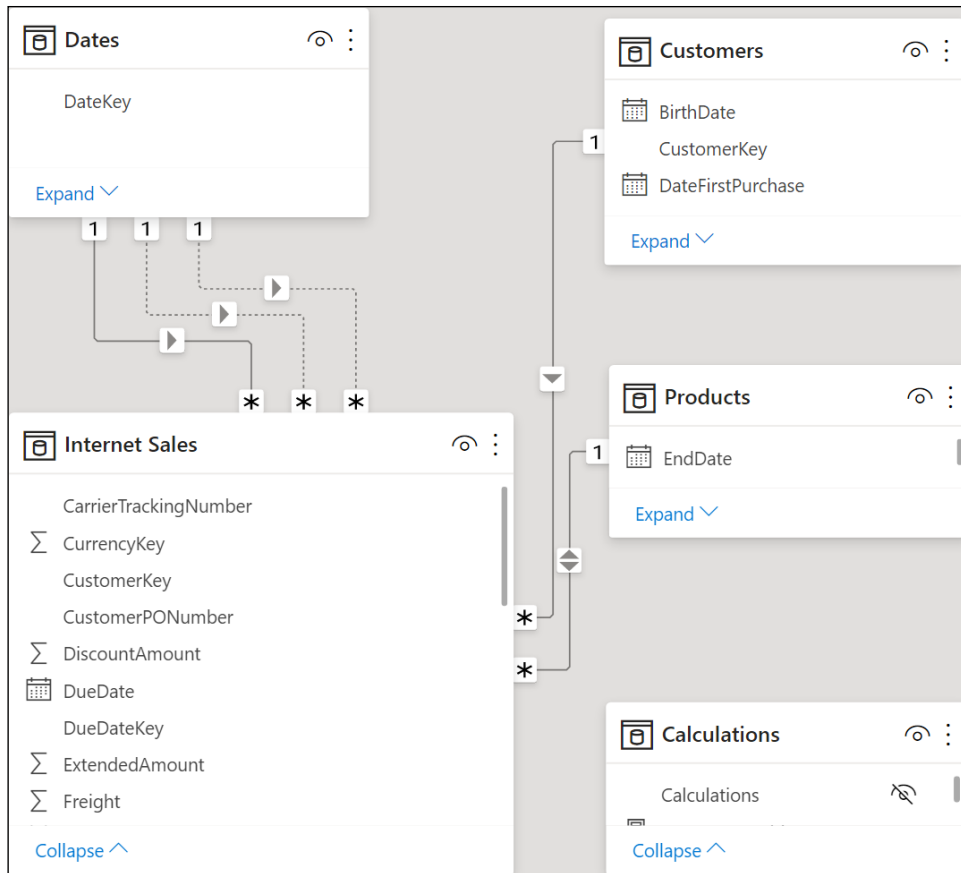 Dates
DateKey
Expand
1 1 1
* * *
Customers
BirthDate
CustomerKey
DateFirstPurchase
Expand
1
Products
EndDate
Expand
1
Internet Sales
CarrierTrackingNumber
CurrencyKey
CustomerKey
CustomerPONumber
DiscountAmount
DueDate
DueDateKey
ExtendedAmount
Freight
Collapse
*
*
Calculations
Calculations
Collapse